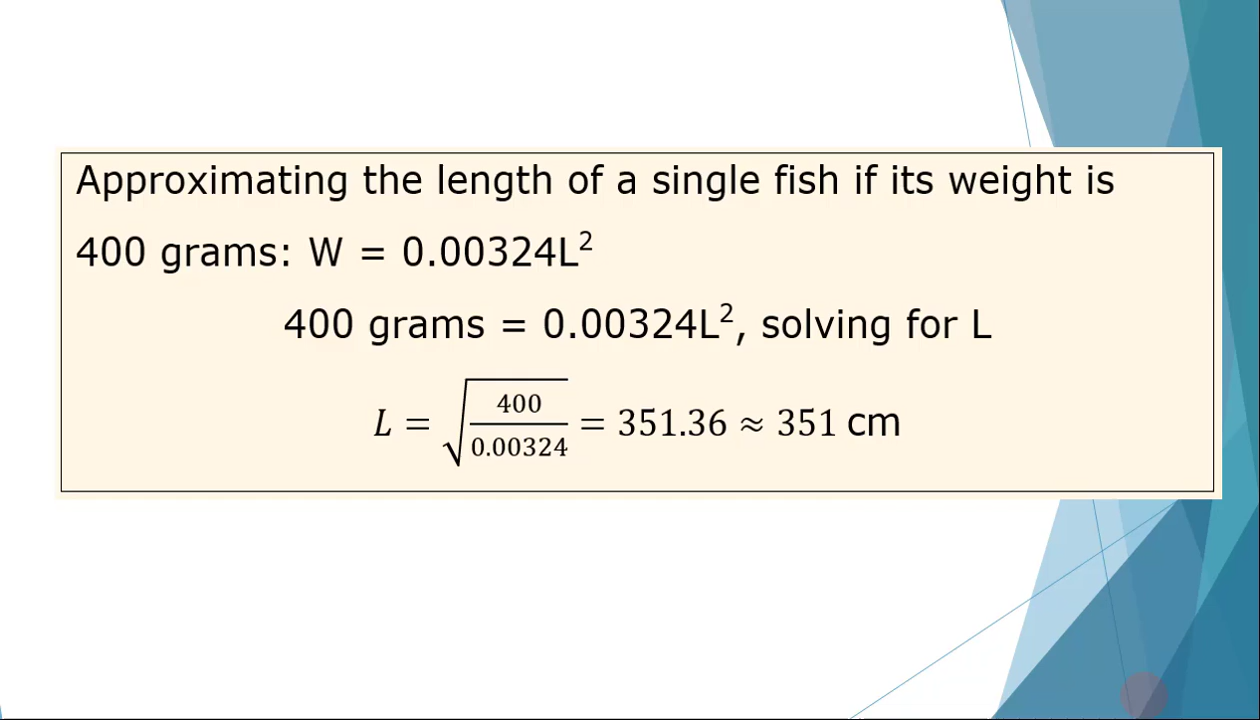 Approximating the length of a single fish if its weight is
400 grams: W = 0.00324L²
400 grams = 0.00324L², solving for L
L = √(400/0.00324) = 351.36 ≈ 351 cm